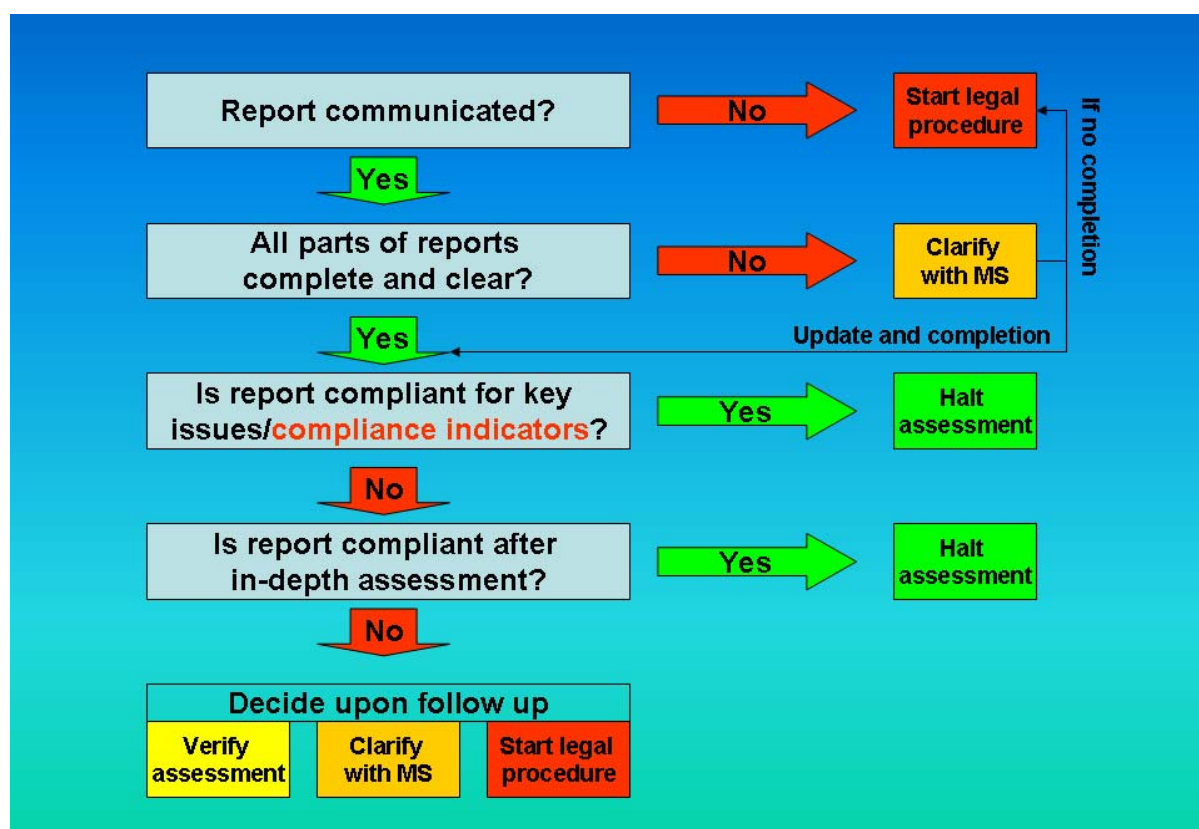 Report communicated?
No
Start legal
procedure
If no completion
Yes
All parts of reports
complete and clear?
No
Clarify
with MS
Update and completion
Yes
Is report compliant for key
issues/compliance indicators?
Yes
Halt
assessment
No
Is report compliant after
in-depth assessment?
Yes
Halt
assessment
No
Decide upon follow up
Verify
assessment
Clarify
with MS
Start legal
procedure